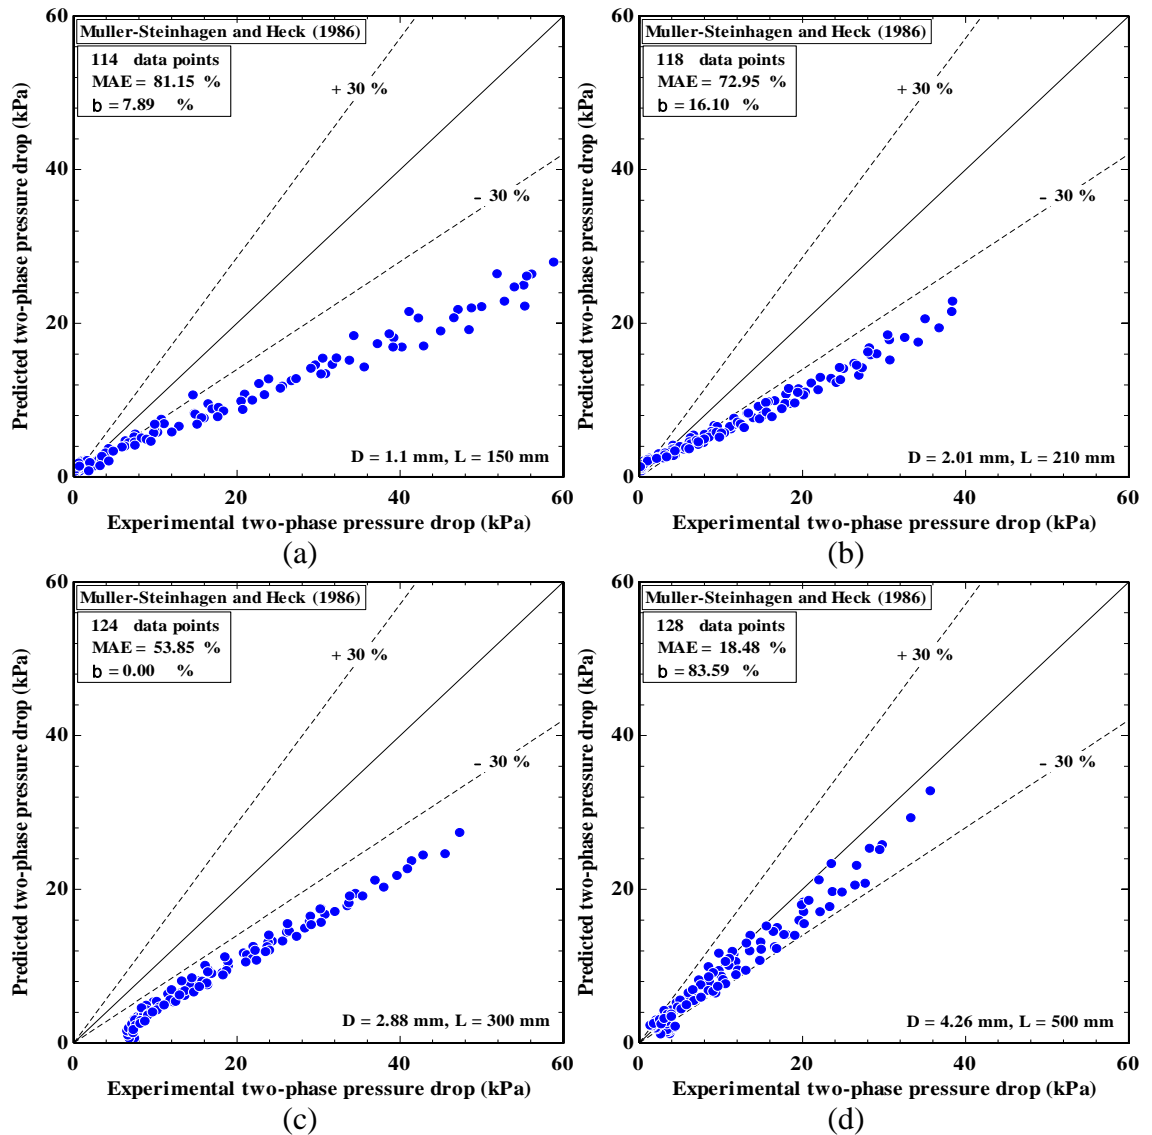 Muller-Steinhagen and Heck (1986)
114 data points
MAE = 81.15 %
b = 7.89 %
+ 30 %
- 30 %
D = 1.1 mm, L = 150 mm
Predicted two-phase pressure drop (kPa)
60
40
20
0
0 20 40 60
Experimental two-phase pressure drop (kPa)
(a)
Muller-Steinhagen and Heck (1986)
118 data points
MAE = 72.95 %
b = 16.10 %
+ 30 %
- 30 %
D = 2.01 mm, L = 210 mm
Predicted two-phase pressure drop (kPa)
60
40
20
0
0 20 40 60
Experimental two-phase pressure drop (kPa)
(b)
Muller-Steinhagen and Heck (1986)
124 data points
MAE = 53.85 %
b = 0.00 %
+ 30 %
- 30 %
D = 2.88 mm, L = 300 mm
Predicted two-phase pressure drop (kPa)
60
40
20
0
0 20 40 60
Experimental two-phase pressure drop (kPa)
(c)
Muller-Steinhagen and Heck (1986)
128 data points
MAE = 18.48 %
b = 83.59 %
+ 30 %
- 30 %
D = 4.26 mm, L = 500 mm
Predicted two-phase pressure drop (kPa)
60
40
20
0
0 20 40 60
Experimental two-phase pressure drop (kPa)
(d)